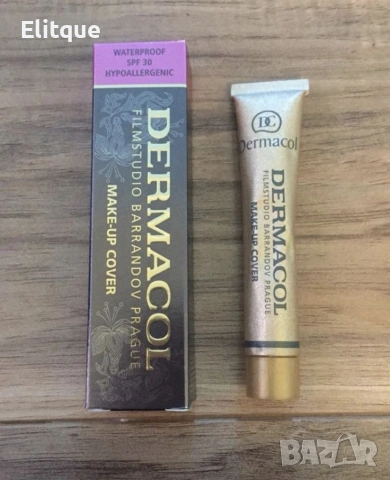 Elitque
WATERPROOF
SPF 30
HYPOALLERGENIC
DERMACOL
FILMSTUDIO BARRANDOV PRAGUE
MAKE-UP COVER
DC
Dermacol
DERMACOL
FILMSTUDIO BARRANDOV PRAGUE
MAKE-UP COVER
BAZAR.bg